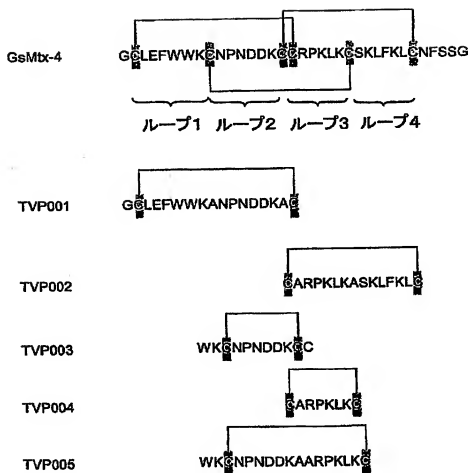 GsMtx-4 GCLEFWWKCNPNDDKCCRPKLKCSKLFKLCNFSSG
ループ1 ループ2 ループ3 ループ4
TVP001 GCLEFWWKANPNDDKAC
TVP002 CARPKLKASKLFKLC
TVP003 WKCNPNDDKCC
TVP004 CARPKLKC
TVP005 WKCNPNDDKAARPKLKC